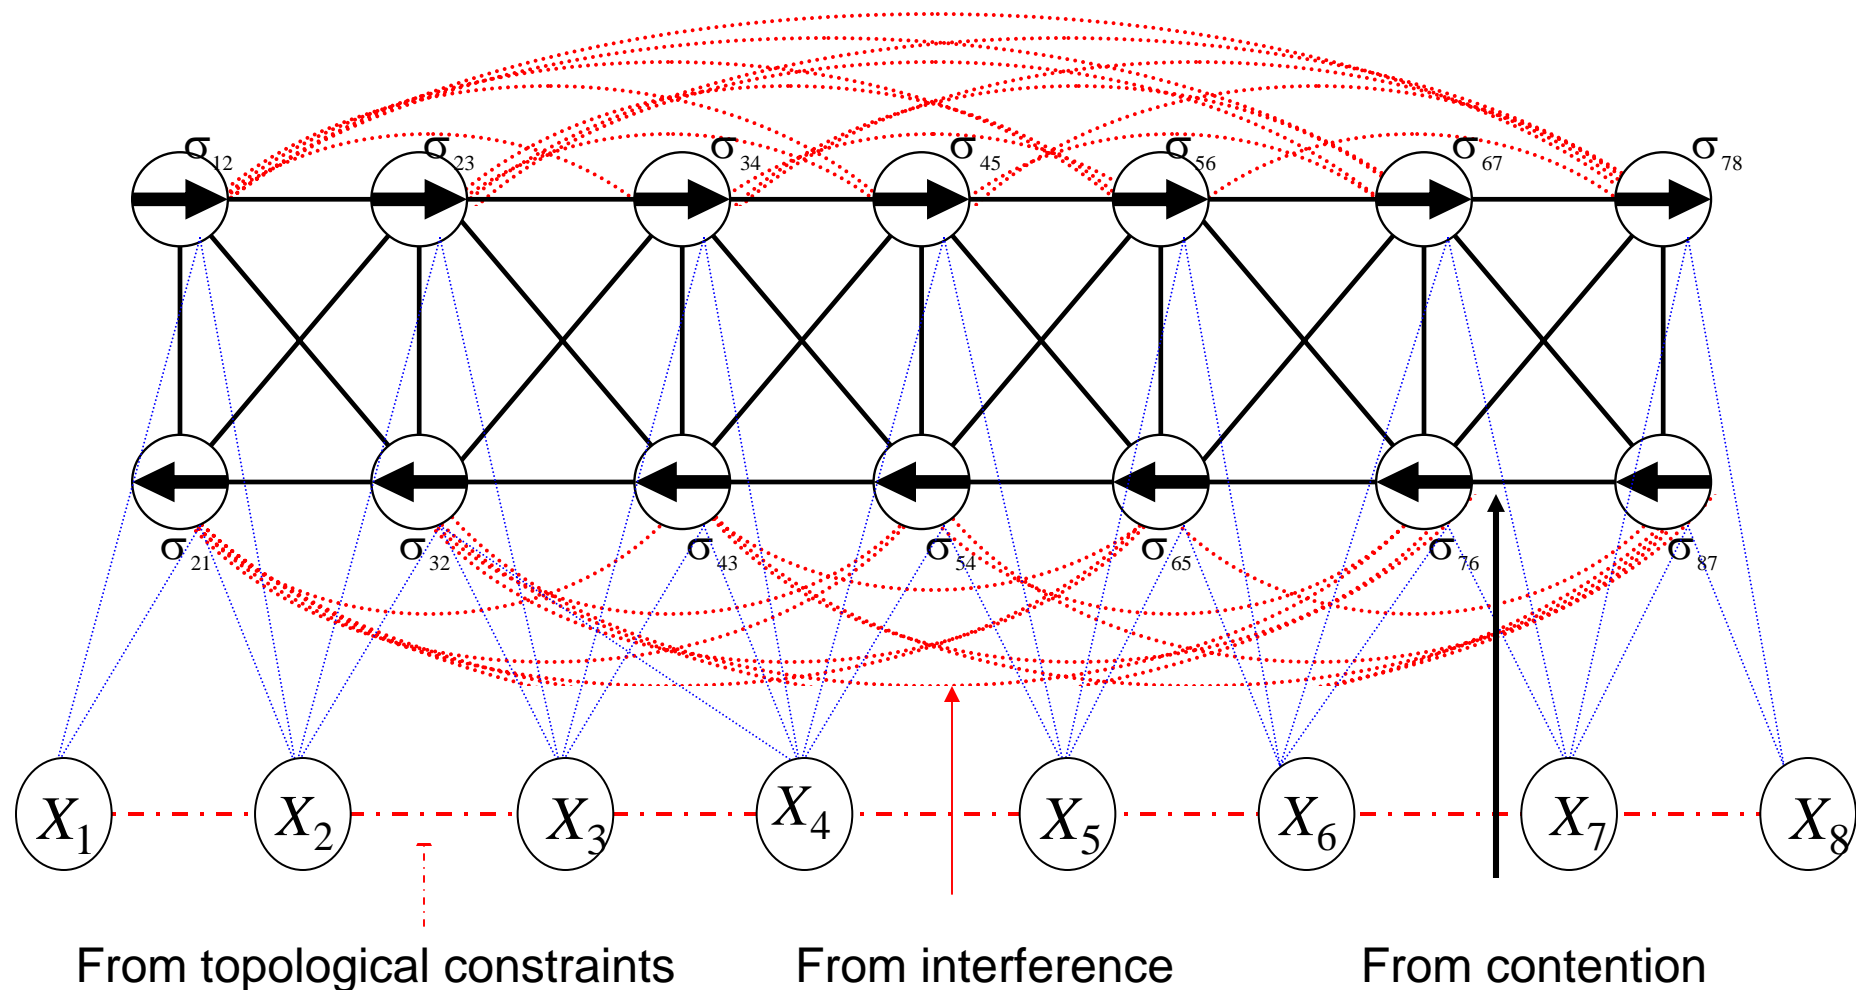 σ12 σ23 σ34 σ45 σ56 σ67 σ78
σ21 σ32 σ43 σ54 σ65 σ76 σ87
X1 X2 X3 X4 X5 X6 X7 X8
From topological constraints From interference From contention